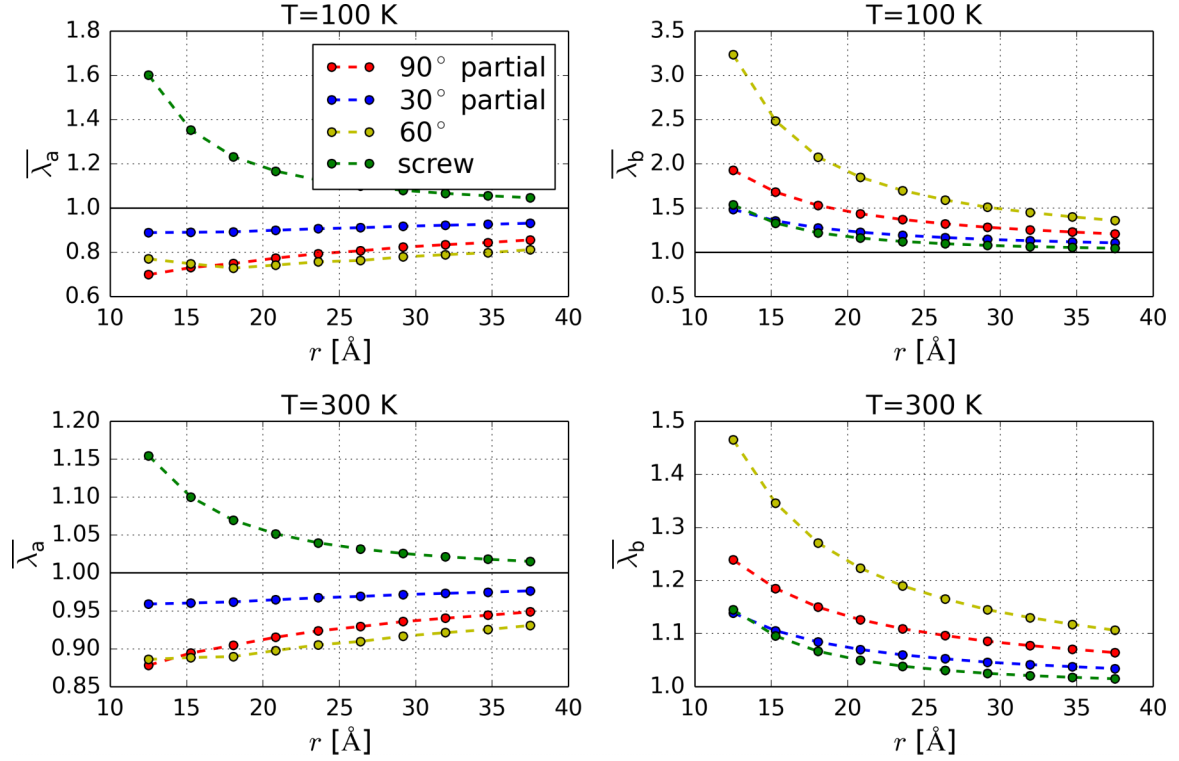 T=100 K
1.8
1.6
1.4
1.2
1.0
0.8
0.6
λa
90° partial
30° partial
60°
screw
10 15 20 25 30 35 40
r [Å]
T=100 K
3.5
3.0
2.5
2.0
1.5
1.0
0.5
λb
10 15 20 25 30 35 40
r [Å]
T=300 K
1.20
1.15
1.10
1.05
1.00
0.95
0.90
0.85
λa
10 15 20 25 30 35 40
r [Å]
T=300 K
1.5
1.4
1.3
1.2
1.1
1.0
λb
10 15 20 25 30 35 40
r [Å]